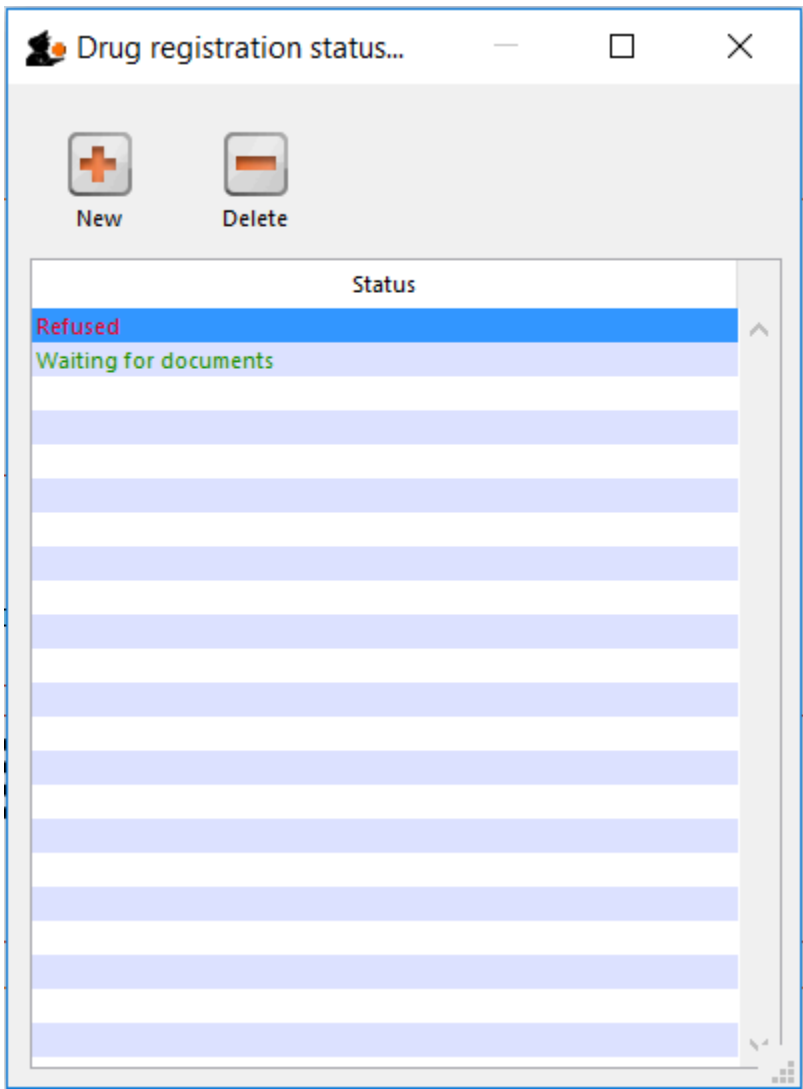 Drug registration status...
New
Delete
Status
Refused
Waiting for documents